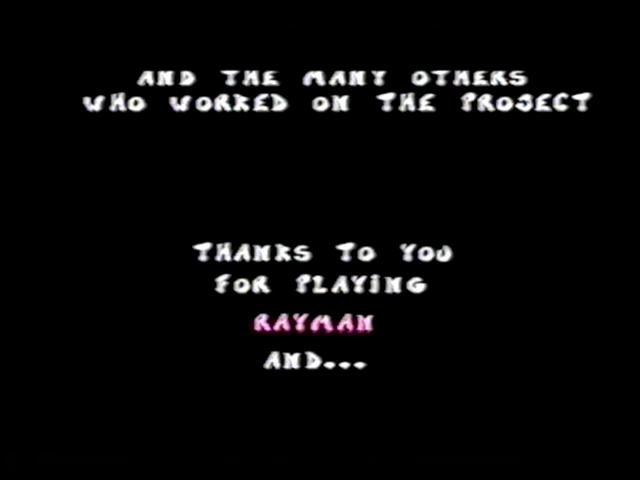 AND THE MANY OTHERS
WHO WORKED ON THE PROJECT
THANKS TO YOU
FOR PLAYING
RAYMAN
AND...